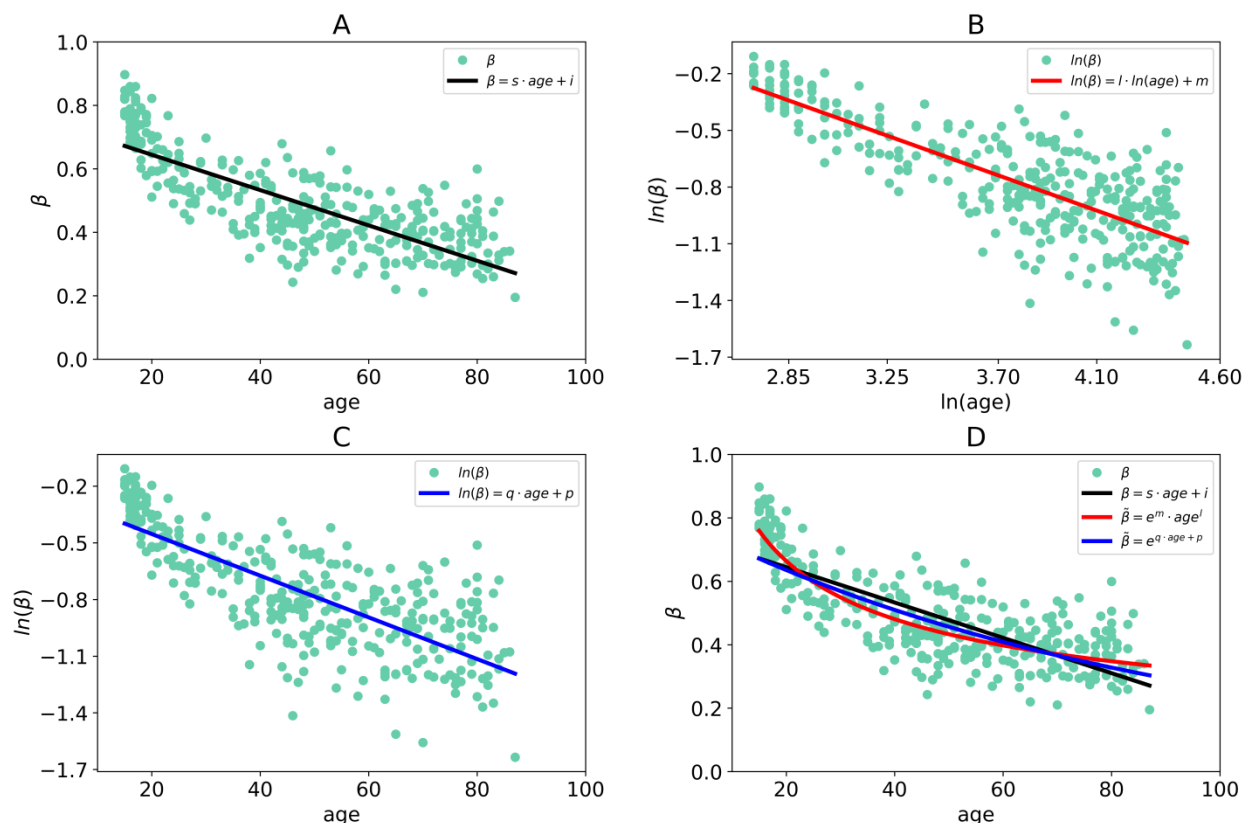 A
β
β = s · age + i
1.0
0.8
0.6
0.4
0.2
0.0
β
20
40
60
80
100
age
B
ln(β)
ln(β) = l · ln(age) + m
−0.2
−0.5
−0.8
−1.1
−1.4
−1.7
ln(β)
2.85
3.25
3.70
4.10
4.60
ln(age)
C
ln(β)
ln(β) = q · age + p
−0.2
−0.5
−0.8
−1.1
−1.4
−1.7
ln(β)
20
40
60
80
100
age
D
β
β = s · age + i
β̃ = e^m · age^l
β̃ = e^{q · age + p}
1.0
0.8
0.6
0.4
0.2
0.0
β
20
40
60
80
100
age